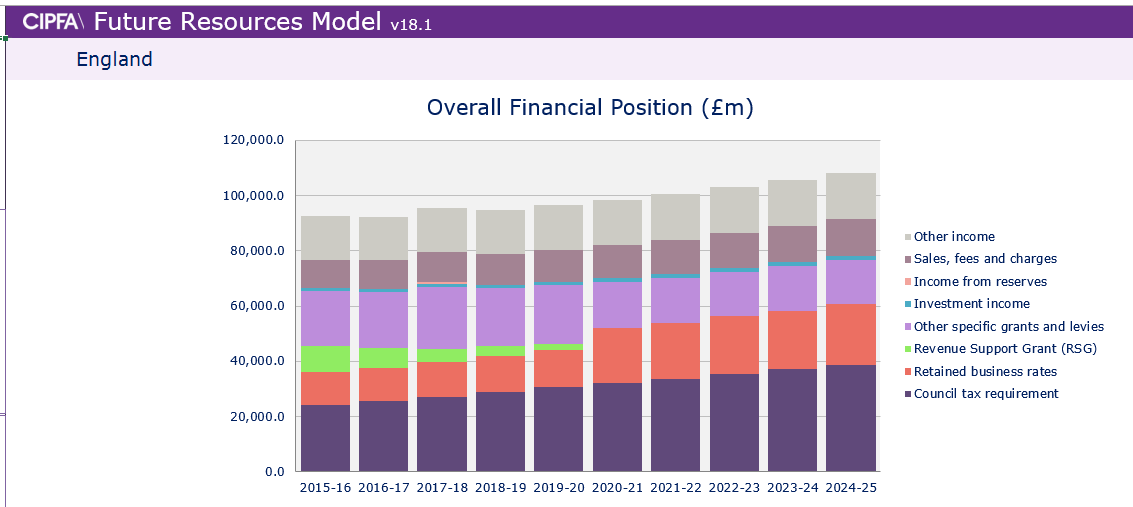 CIPFA\ Future Resources Model v18.1
England
Overall Financial Position (£m)
120,000.0
100,000.0
80,000.0
60,000.0
40,000.0
20,000.0
0.0
2015-16 2016-17 2017-18 2018-19 2019-20 2020-21 2021-22 2022-23 2023-24 2024-25
Other income
Sales, fees and charges
Income from reserves
Investment income
Other specific grants and levies
Revenue Support Grant (RSG)
Retained business rates
Council tax requirement